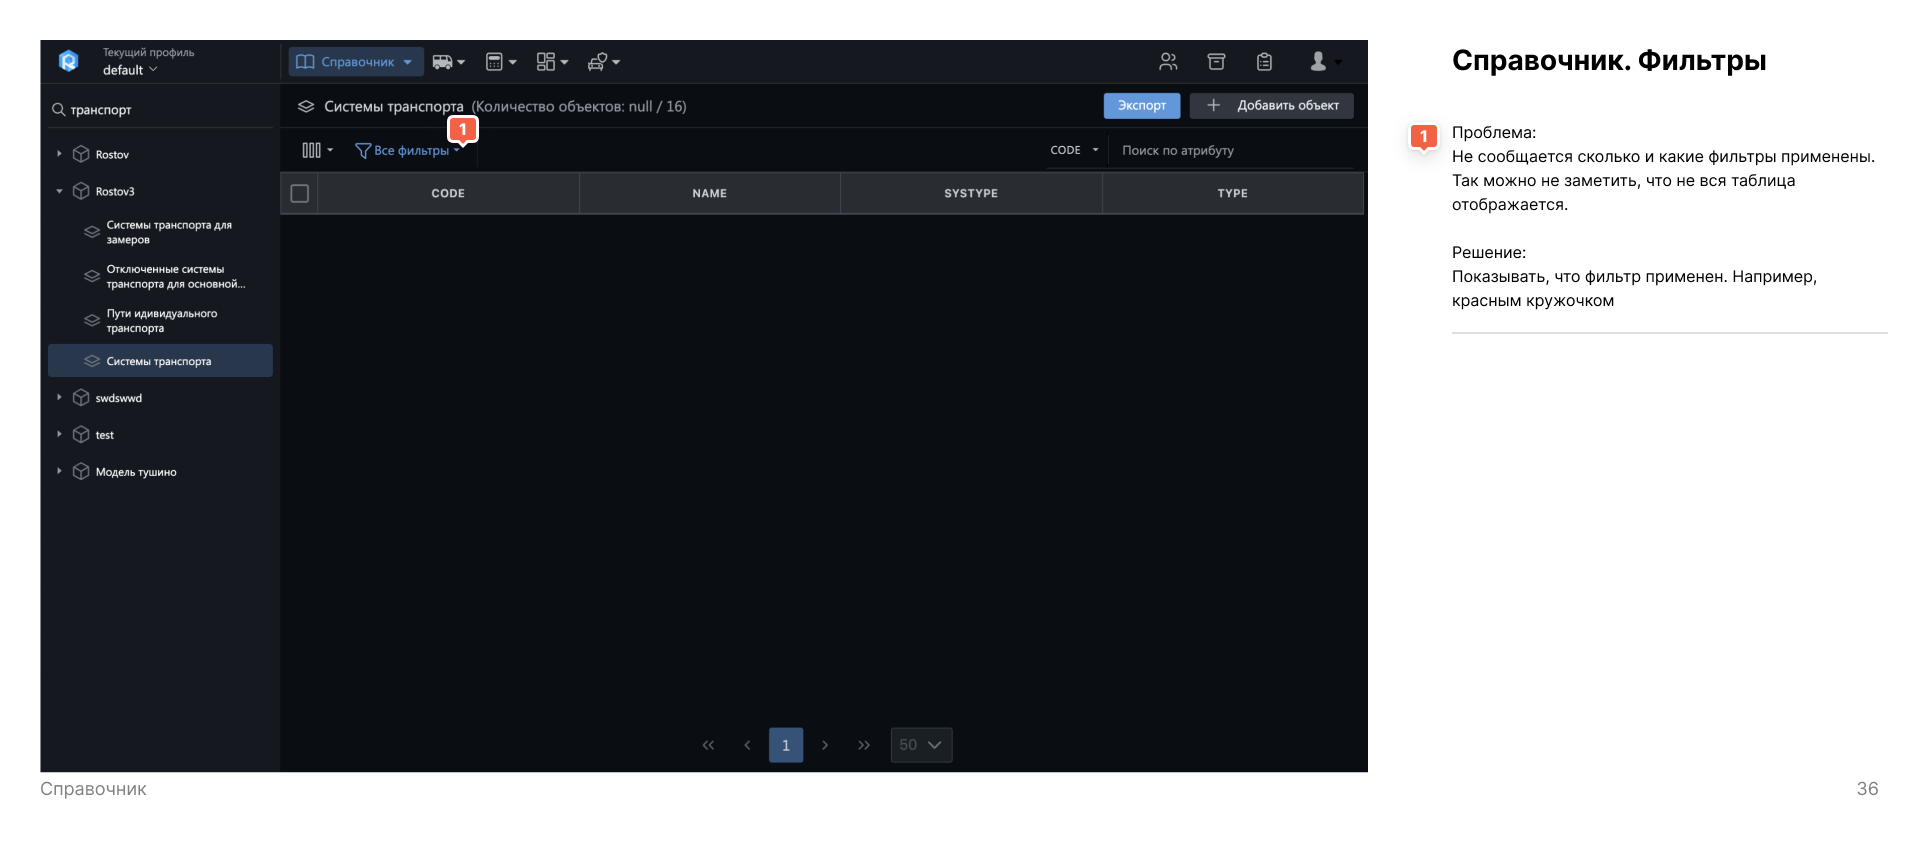 Текущий профиль
default
Справочник
транспорт
Rostov
Rostov3
Системы транспорта для
замеров
Отключенные системы
транспорта для основной...
Пути идивидуального
транспорта
Системы транспорта
swdswwd
test
Модель тушино
Системы транспорта (Количество объектов: null / 16)
Экспорт
Добавить объект
1
Все фильтры
CODE
Поиск по атрибуту
CODE NAME SYSTYPE TYPE
1
50
Справочник. Фильтры
1
Проблема:
Не сообщается сколько и какие фильтры применены.
Так можно не заметить, что не вся таблица
отображается.
Решение:
Показывать, что фильтр применен. Например,
красным кружочком
Справочник
36